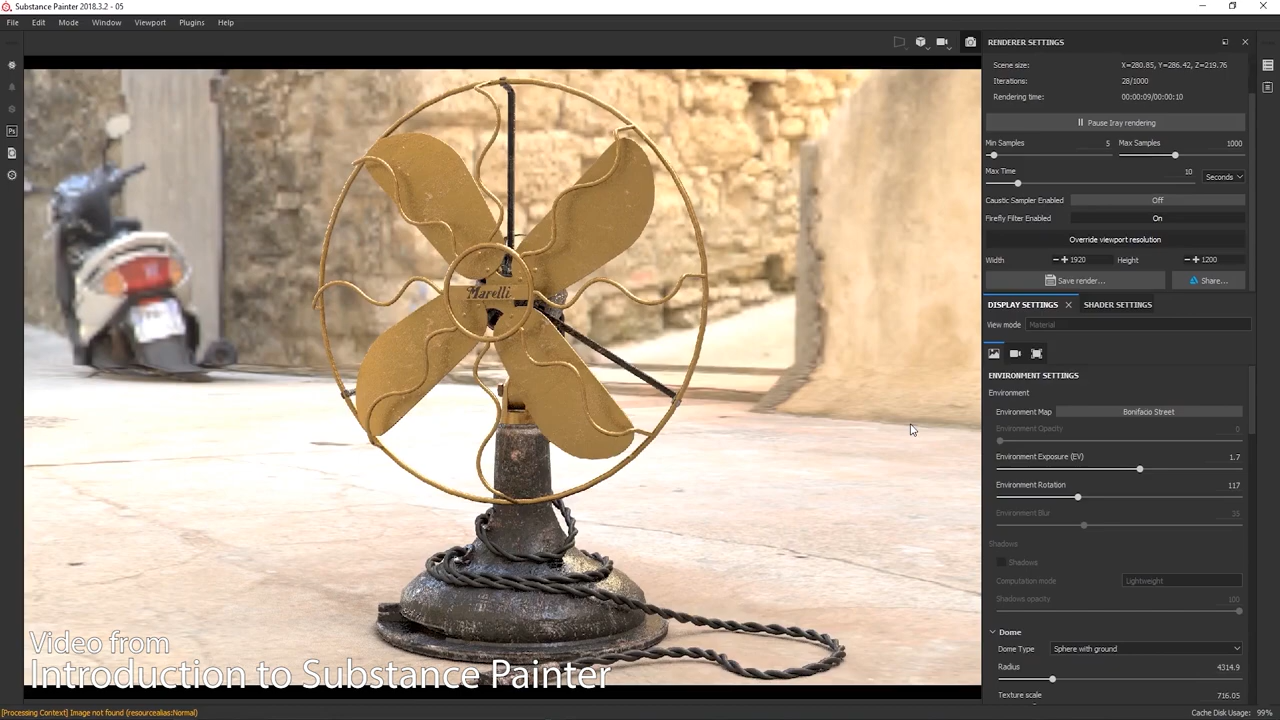 Substance Painter 2018.3.2 - 05
File Edit Mode Window Viewport Plugins Help
RENDERER SETTINGS
Scene size: X=280.85, Y=286.42, Z=219.76
Iterations: 28/1000
Rendering time: 00:00:09/00:00:10
Pause Iray rendering
Min Samples 5 Max Samples 1000
Max Time 10 Seconds
Caustic Sampler Enabled Off
Firefly Filter Enabled On
Override viewport resolution
Width 1920 Height 1200
Save render... Share...
DISPLAY SETTINGS SHADER SETTINGS
View mode Material
ENVIRONMENT SETTINGS
Environment
Environment Map Bonifacio Street
Environment Opacity 0
Environment Exposure (EV) 1.7
Environment Rotation 117
Environment Blur 35
Shadows
Shadows
Computation mode Lightweight
Shadows opacity 100
Dome
Dome Type Sphere with ground
Radius 4314.9
Texture scale 716.05
Ps
Marelli
Video from
Introduction to Substance Painter
[Processing Context] Image not found (resourcealias:Normal)
Cache Disk Usage: 99%